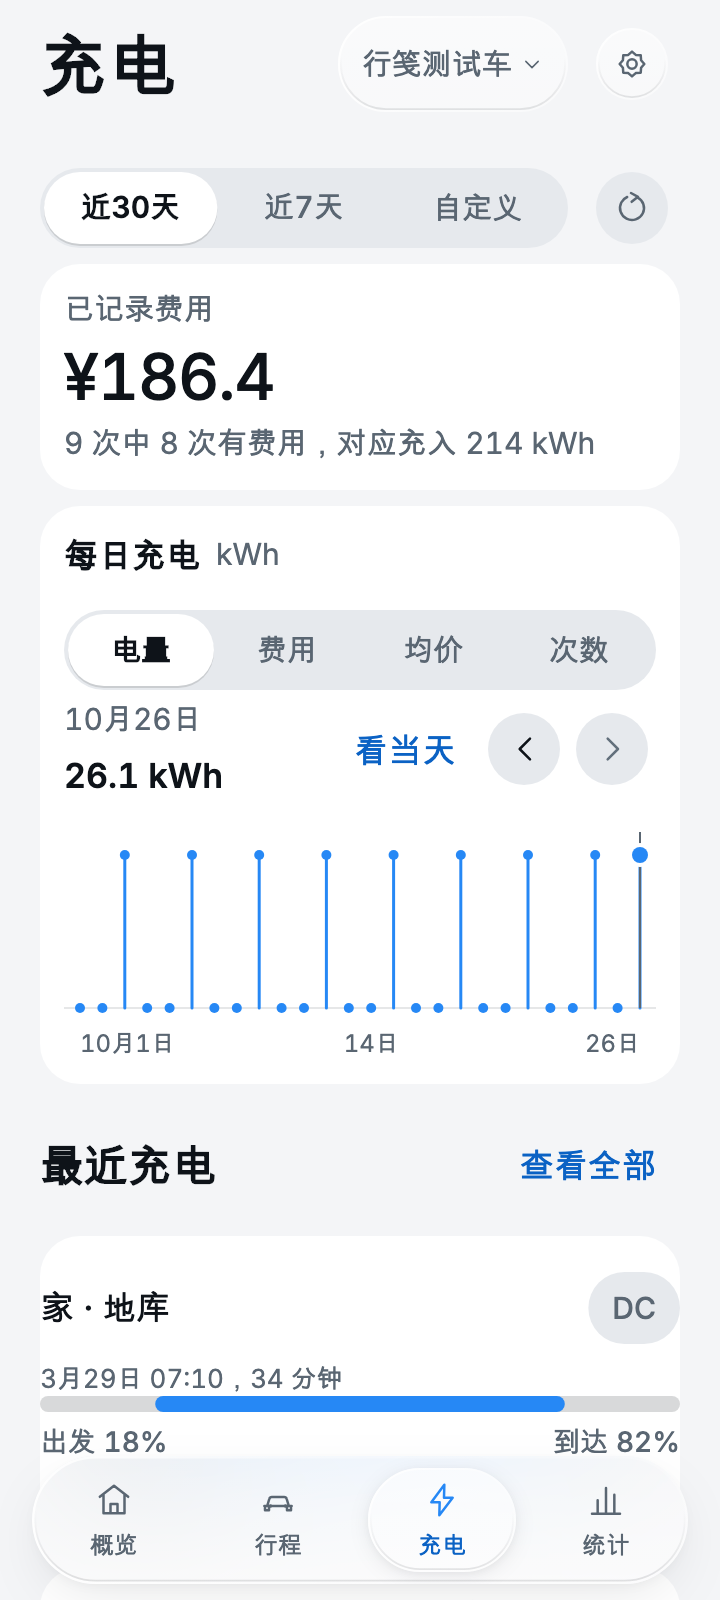 充电
行笺测试车
近30天 近7天 自定义
已记录费用
¥186.4
9 次中 8 次有费用，对应充入 214 kWh
每日充电 kWh
电量 费用 均价 次数
10月26日
26.1 kWh
看当天
10月1日 14日 26日
最近充电 查看全部
家 · 地库 DC
3月29日 07:10，34 分钟
出发 18% 到达 82%
概览 行程 充电 统计